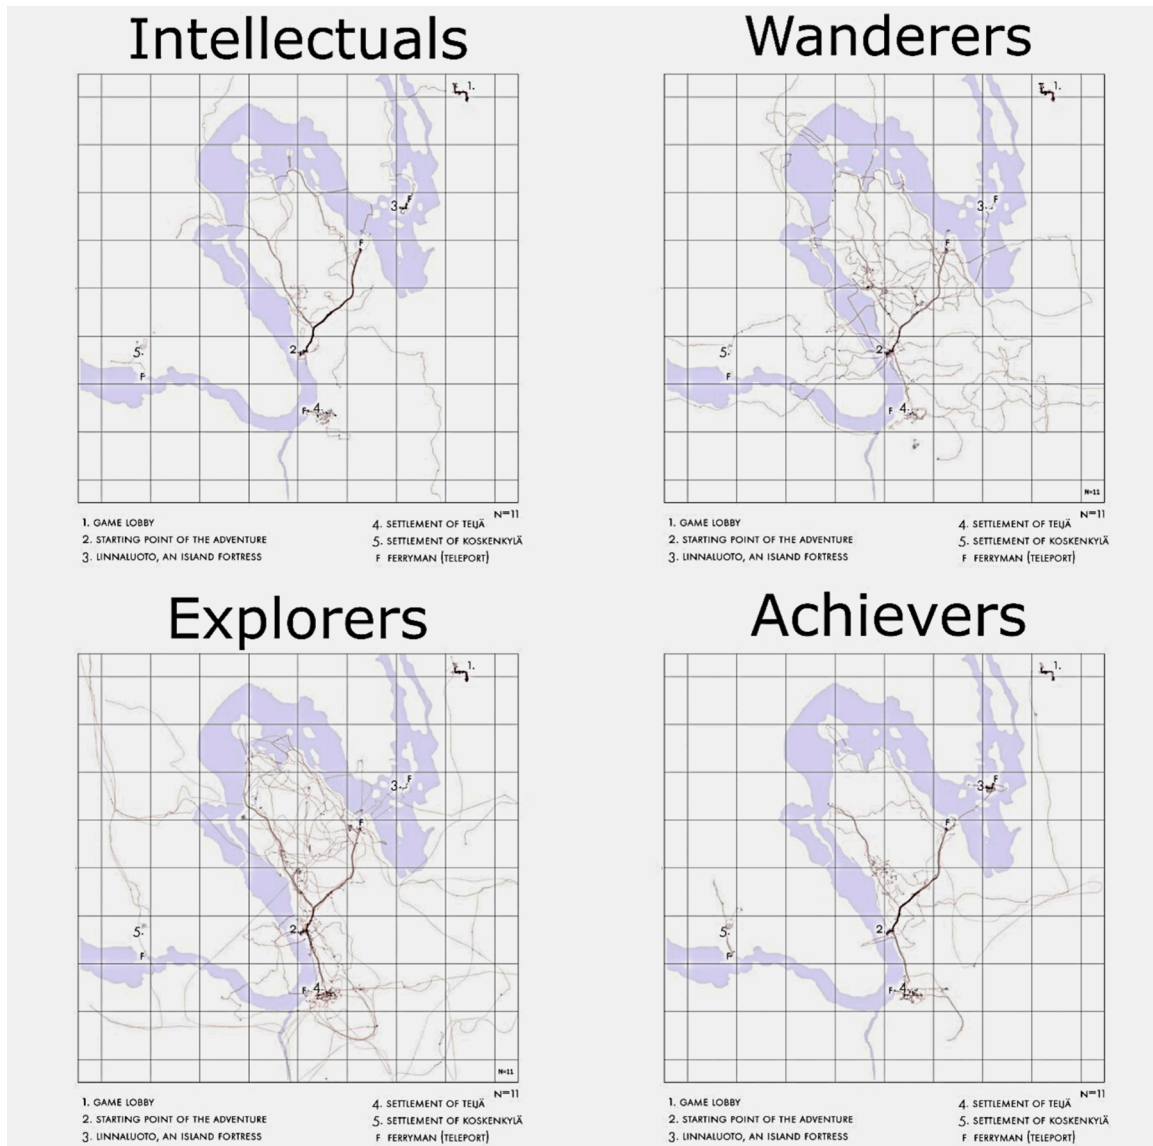 Intellectuals
Wanderers
1.
3.
F
F
2.
5.
F
F
4.
1.
3.
F
F
2.
5.
F
F
4.
N=11
N=11
1. GAME LOBBY
2. STARTING POINT OF THE ADVENTURE
3. LINNALUOTO, AN ISLAND FORTRESS
4. SETTLEMENT OF TELJÄ
5. SETTLEMENT OF KOSKENKYLÄ
F FERRYMAN (TELEPORT)
N=11
1. GAME LOBBY
2. STARTING POINT OF THE ADVENTURE
3. LINNALUOTO, AN ISLAND FORTRESS
4. SETTLEMENT OF TELJÄ
5. SETTLEMENT OF KOSKENKYLÄ
F FERRYMAN (TELEPORT)
Explorers
Achievers
1.
3.
F
F
2.
5.
F
F
4.
N=11
1.
3.
F
F
2.
5.
F
F
4.
N=11
1. GAME LOBBY
2. STARTING POINT OF THE ADVENTURE
3. LINNALUOTO, AN ISLAND FORTRESS
4. SETTLEMENT OF TELJÄ
5. SETTLEMENT OF KOSKENKYLÄ
F FERRYMAN (TELEPORT)
N=11
1. GAME LOBBY
2. STARTING POINT OF THE ADVENTURE
3. LINNALUOTO, AN ISLAND FORTRESS
4. SETTLEMENT OF TELJÄ
5. SETTLEMENT OF KOSKENKYLÄ
F FERRYMAN (TELEPORT)